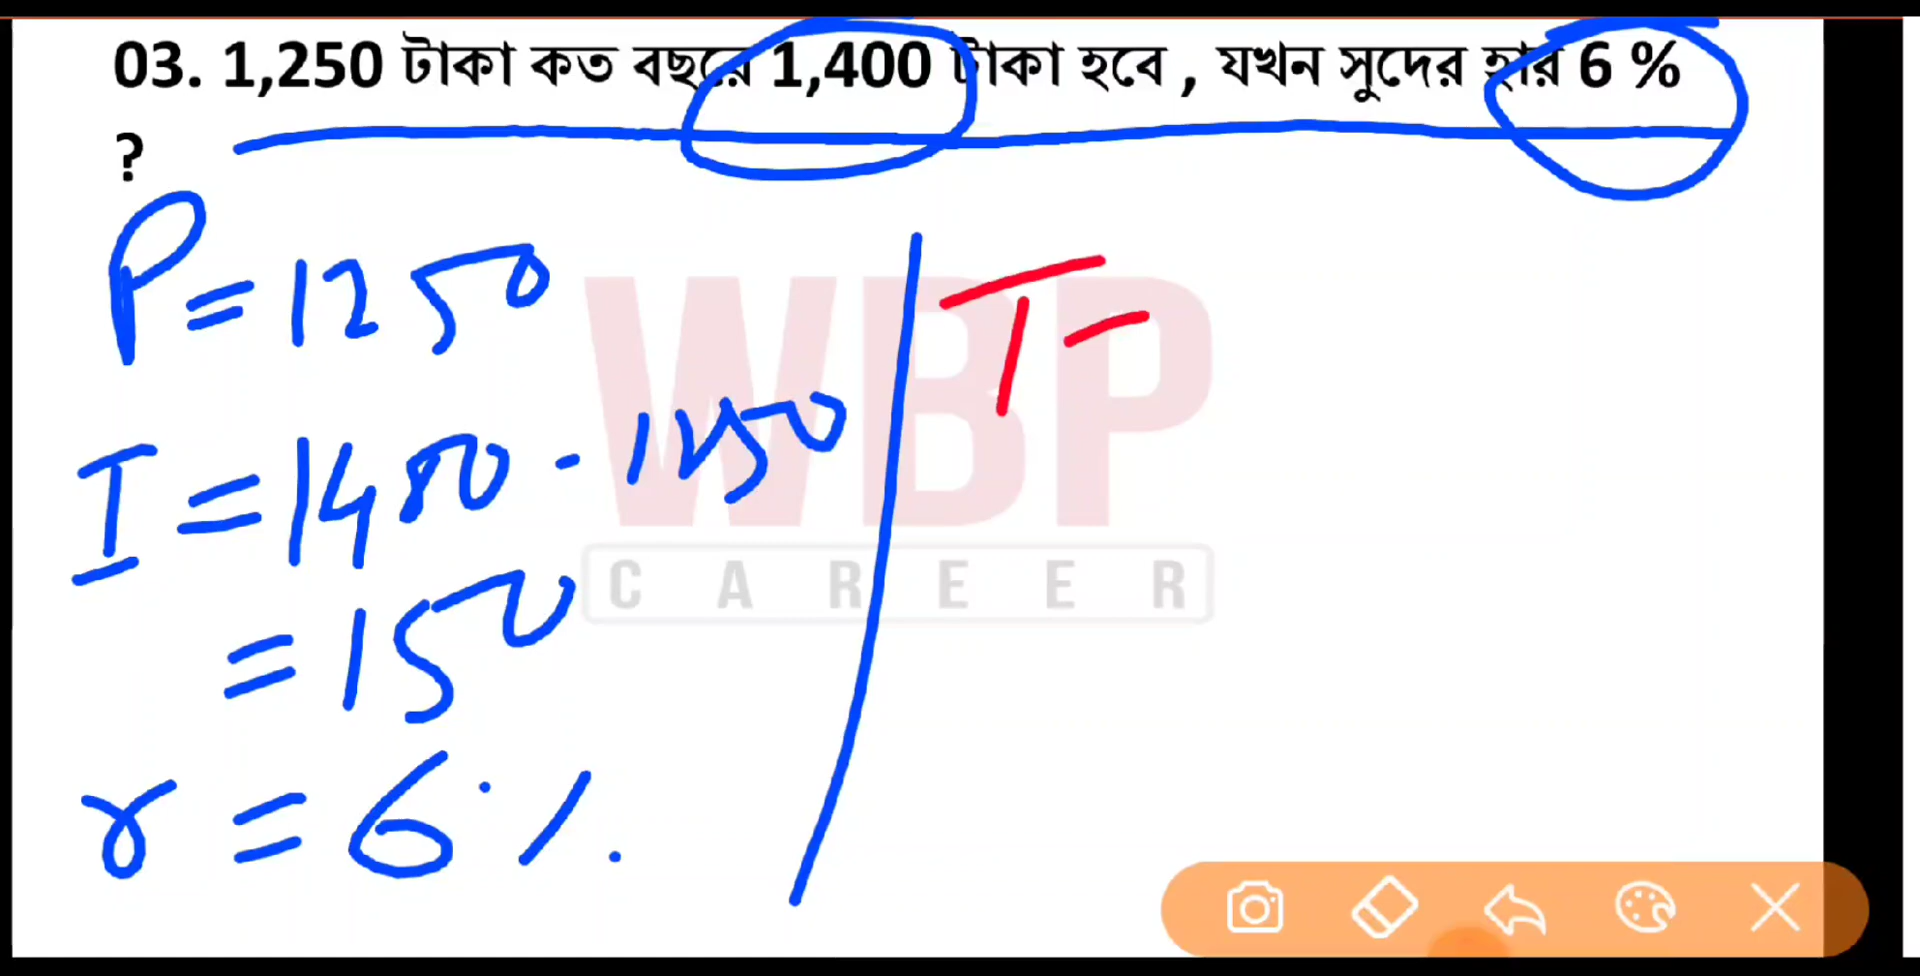 03. 1,250 টাকা কত বছরে 1,400 টাকা হবে , যখন সুদের হার 6 %
?
P = 1250
I = 1400 - 1250
= 150
r = 6%.
T -
WBP
CAREER